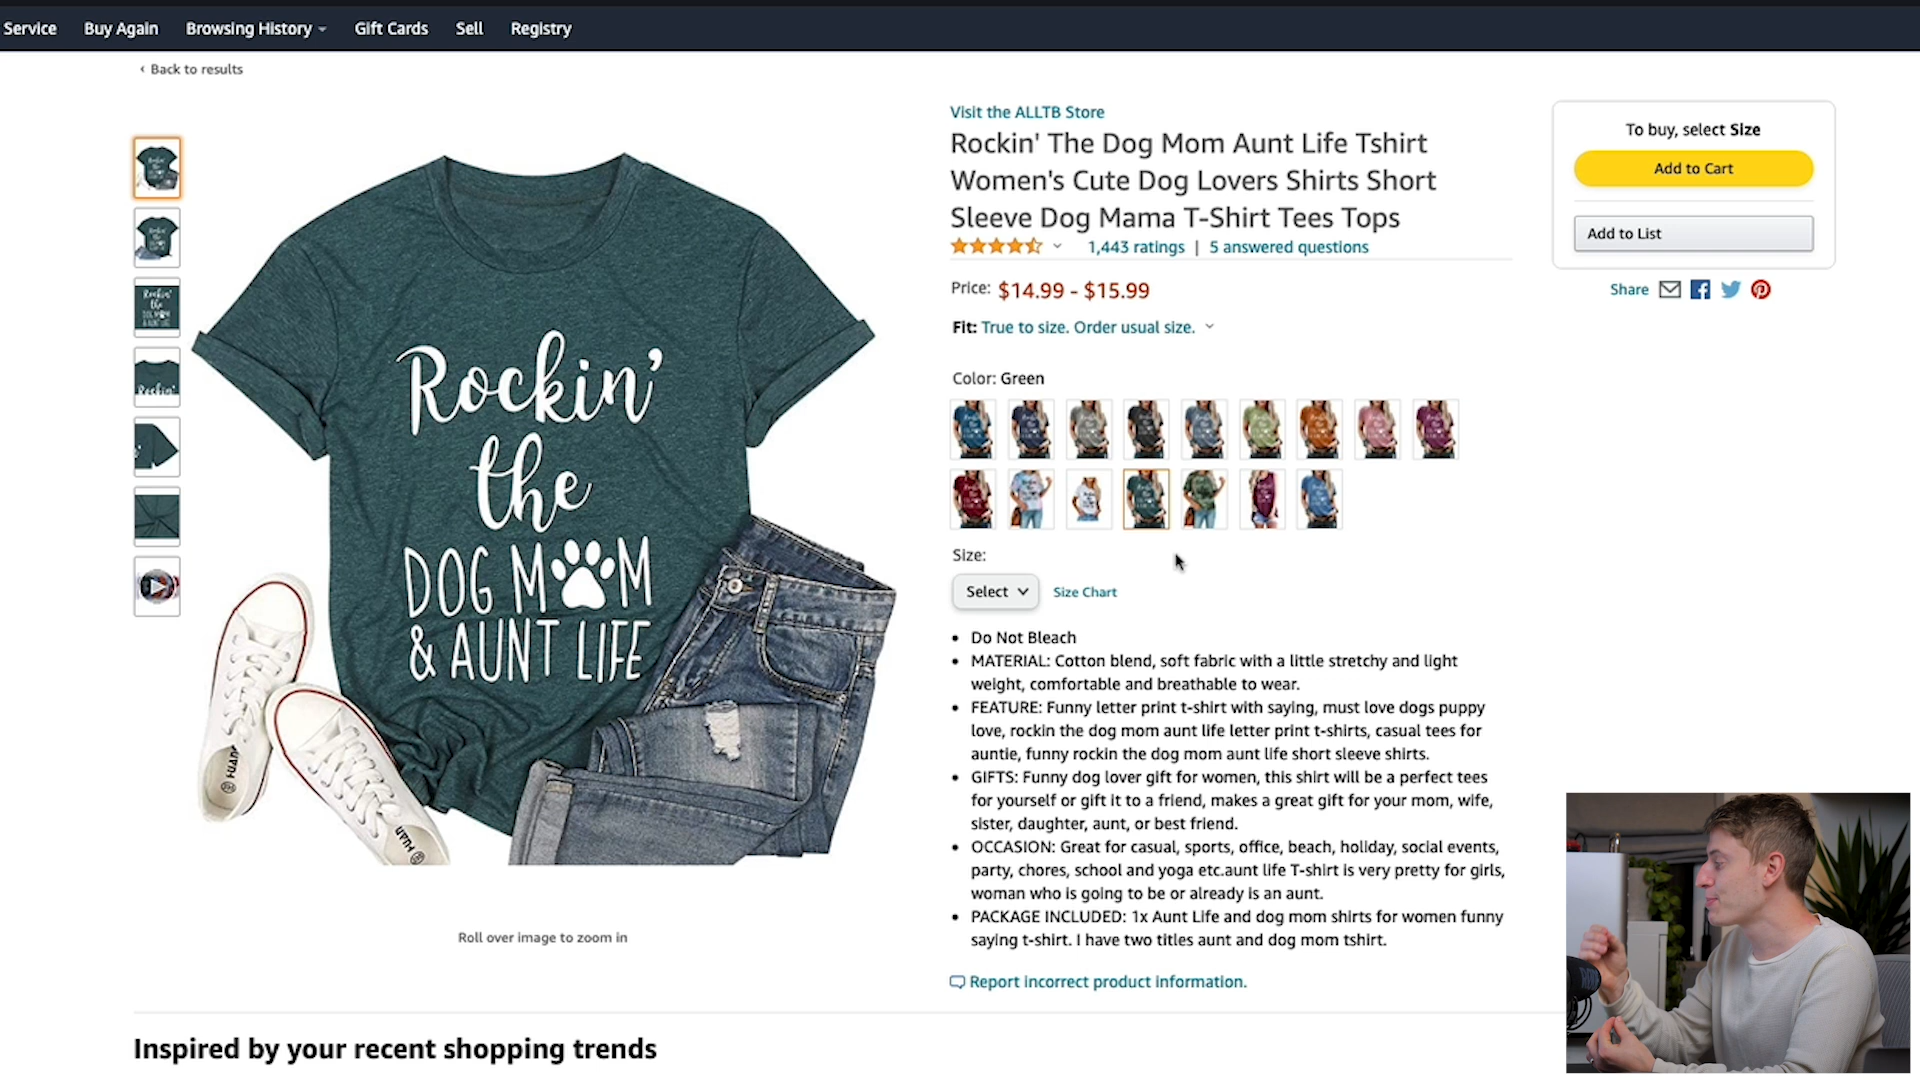 Service Buy Again Browsing History Gift Cards Sell Registry
‹ Back to results
Visit the ALLTB Store
Rockin' The Dog Mom Aunt Life Tshirt
Women's Cute Dog Lovers Shirts Short
Sleeve Dog Mama T-Shirt Tees Tops
1,443 ratings | 5 answered questions
Price: $14.99 - $15.99
Fit: True to size. Order usual size.
Color: Green
Size:
Select Size Chart
• Do Not Bleach
• MATERIAL: Cotton blend, soft fabric with a little stretchy and light
weight, comfortable and breathable to wear.
• FEATURE: Funny letter print t-shirt with saying, must love dogs puppy
love, rockin the dog mom aunt life letter print t-shirts, casual tees for
auntie, funny rockin the dog mom aunt life short sleeve shirts.
• GIFTS: Funny dog lover gift for women, this shirt will be a perfect tees
for yourself or gift it to a friend, makes a great gift for your mom, wife,
sister, daughter, aunt, or best friend.
• OCCASION: Great for casual, sports, office, beach, holiday, social events,
party, chores, school and yoga etc.aunt life T-shirt is very pretty for girls,
woman who is going to be or already is an aunt.
• PACKAGE INCLUDED: 1x Aunt Life and dog mom shirts for women funny
saying t-shirt. I have two titles aunt and dog mom tshirt.
Report incorrect product information.
To buy, select Size
Add to Cart
Add to List
Share
Rockin'
the
DOG MOM
& AUNT LIFE
Roll over image to zoom in
Inspired by your recent shopping trends